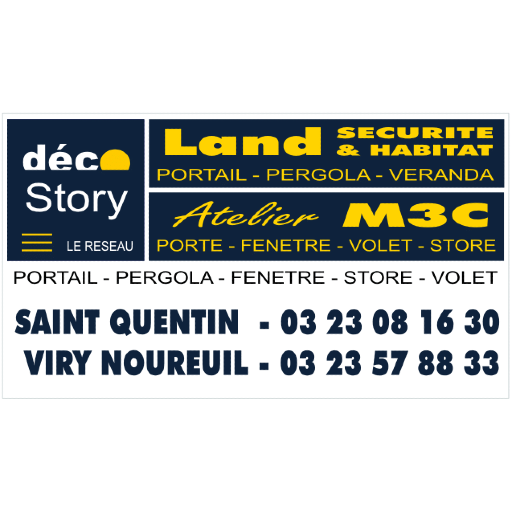 déco
Story
LE RESEAU
Land SECURITE
& HABITAT
PORTAIL - PERGOLA - VERANDA
Atelier M3C
PORTE - FENETRE - VOLET - STORE
PORTAIL - PERGOLA - FENETRE - STORE - VOLET
SAINT QUENTIN - 03 23 08 16 30
VIRY NOUREUIL - 03 23 57 88 33